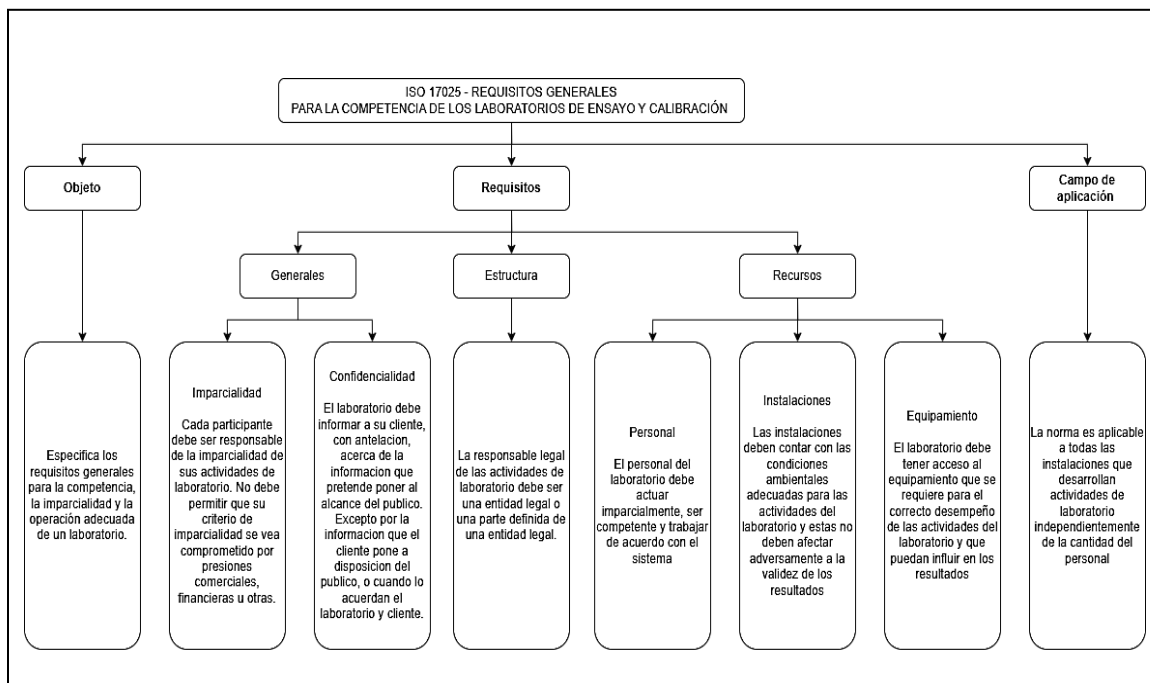 ISO 17025 - REQUISITOS GENERALES
PARA LA COMPETENCIA DE LOS LABORATORIOS DE ENSAYO Y CALIBRACIÓN
Objeto
Requisitos
Campo de
aplicación
Generales
Estructura
Recursos
Especifica los
requisitos generales
para la competencia,
la imparcialidad y la
operación adecuada
de un laboratorio.
Imparcialidad
Cada participante
debe ser responsable
de la imparcialidad de
sus actividades de
laboratorio. No debe
permitir que su
criterio de
imparcialidad se vea
comprometido por
presiones
comerciales,
financieras u otras.
Confidencialidad
El laboratorio debe
informar a su cliente,
con antelacion,
acerca de la
informacion que
pretende poner al
alcance del publico.
Excepto por la
informacion que el
cliente pone a
disposicion del
publico, o cuando lo
acuerdan el
laboratorio y cliente.
La responsable legal
de las actividades de
laboratorio debe ser
una entidad legal o
una parte definida de
una entidad legal.
Personal
El personal del
laboratorio debe
actuar
imparcialmente, ser
competente y trabajar
de acuerdo con el
sistema
Instalaciones
Las instalaciones
deben contar con las
condiciones
ambientales
adecuadas para las
actividades del
laboratorio y estas no
deben afectar
adversamente a la
validez de los
resultados
Equipamiento
El laboratorio debe
tener acceso al
equipamiento que se
requiere para el
correcto desempeño
de las actividades del
laboratorio y que
puedan influir en los
resultados
La norma es aplicable
a todas las
instalaciones que
desarrollan
actividades de
laboratorio
independientemente
de la cantidad del
personal